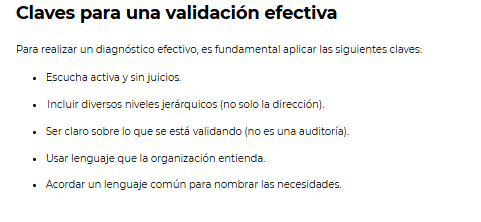 Claves para una validación efectiva
Para realizar un diagnóstico efectivo, es fundamental aplicar las siguientes claves:
• Escucha activa y sin juicios.
• Incluir diversos niveles jerárquicos (no solo la dirección).
• Ser claro sobre lo que se está validando (no es una auditoría).
• Usar lenguaje que la organización entienda.
• Acordar un lenguaje común para nombrar las necesidades.